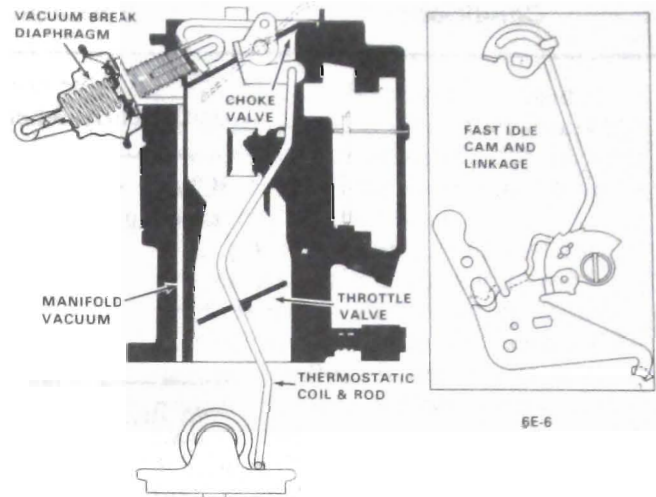 VACUUM BREAK
DIAPHRAGM
CHOKE
VALVE
FAST IDLE
CAM AND
LINKAGE
MANIFOLD
VACUUM
THROTTLE
VALVE
THERMOSTATIC
COIL & ROD
6E-6